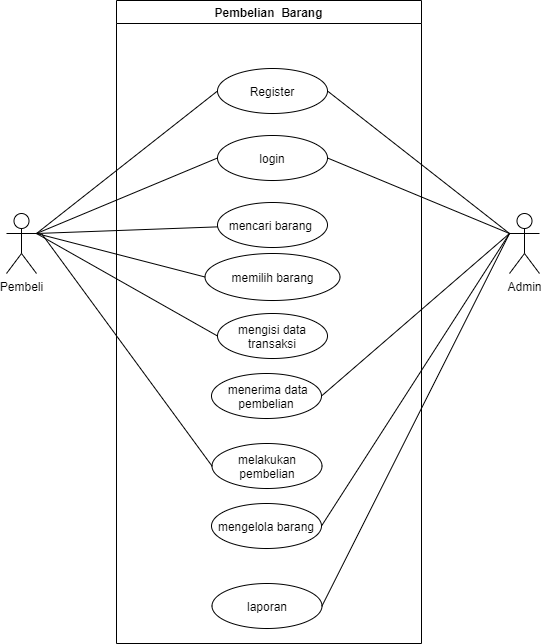 Pembelian Barang
Register
login
mencari barang
memilih barang
mengisi data
transaksi
menerima data
pembelian
melakukan
pembelian
mengelola barang
laporan
Pembeli
Admin